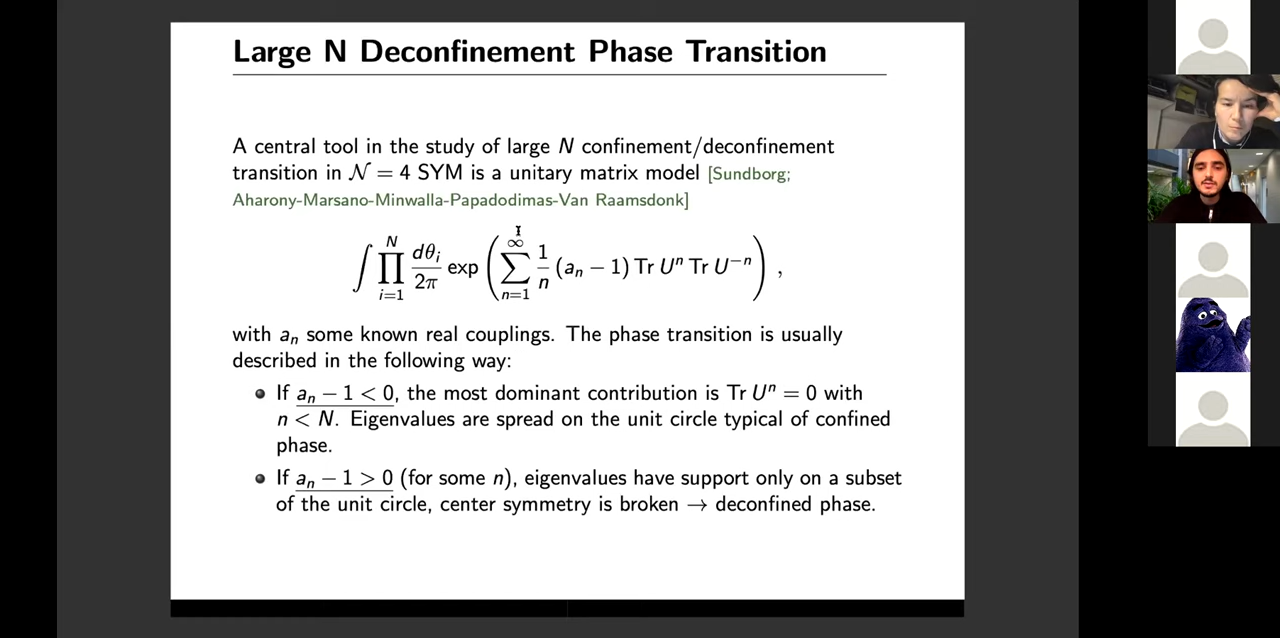 Large N Deconfinement Phase Transition
A central tool in the study of large N confinement/deconfinement
transition in 𝒩 = 4 SYM is a unitary matrix model [Sundborg;
Aharony-Marsano-Minwalla-Papadodimas-Van Raamsdonk]
∫ ∏_{i=1}^{N} dθ_i/2π exp ( ∑_{n=1}^{∞} 1/n (a_n − 1) Tr U^n Tr U^{−n} ) ,
with a_n some known real couplings. The phase transition is usually
described in the following way:
If a_n − 1 < 0, the most dominant contribution is Tr U^n = 0 with
n < N. Eigenvalues are spread on the unit circle typical of confined
phase.
If a_n − 1 > 0 (for some n), eigenvalues have support only on a subset
of the unit circle, center symmetry is broken → deconfined phase.